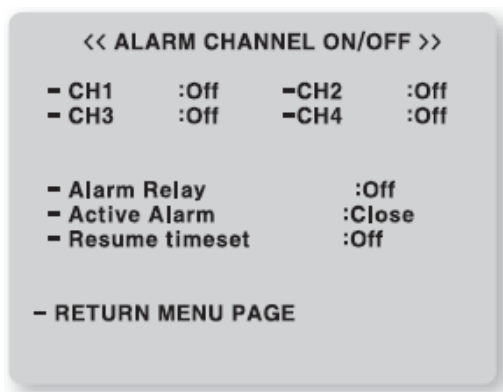 << ALARM CHANNEL ON/OFF >>
- CH1 :Off -CH2 :Off
- CH3 :Off -CH4 :Off
- Alarm Relay :Off
- Active Alarm :Close
- Resume timeset :Off
- RETURN MENU PAGE